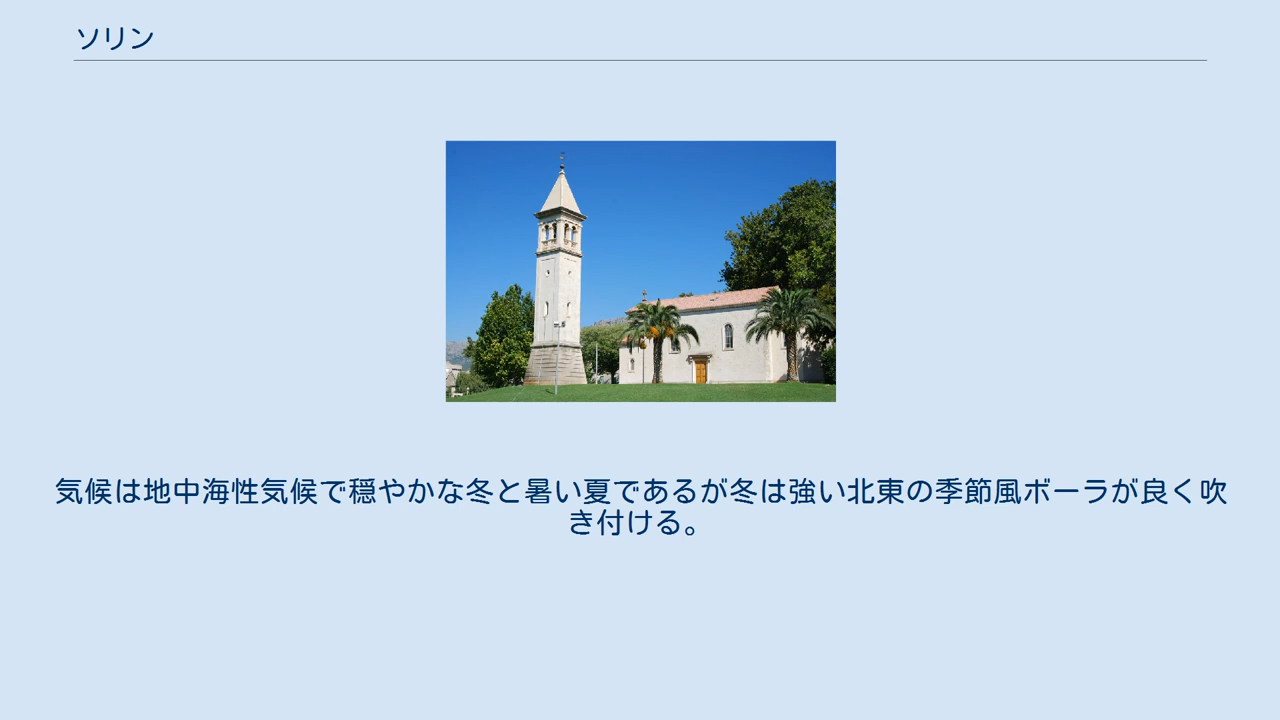 ソリン
気候は地中海性気候で穏やかな冬と暑い夏であるが冬は強い北東の季節風ボーラが良く吹
き付ける。